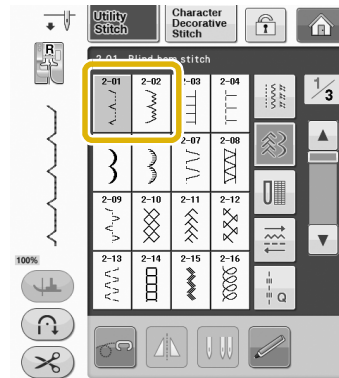 Utility
Stitch
Character
Decorative
Stitch
R
2-01 Blind hem stitch
1/3
2-01 2-02 2-03 2-04
2-07 2-08
2-09 2-10 2-11 2-12
100%
2-13 2-14 2-15 2-16
Q